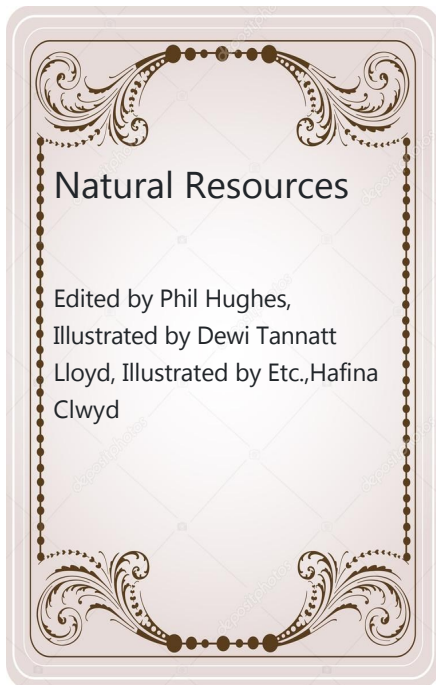 Natural Resources
Edited by Phil Hughes,
Illustrated by Dewi Tannatt
Lloyd, Illustrated by Etc.,Hafina
Clwyd